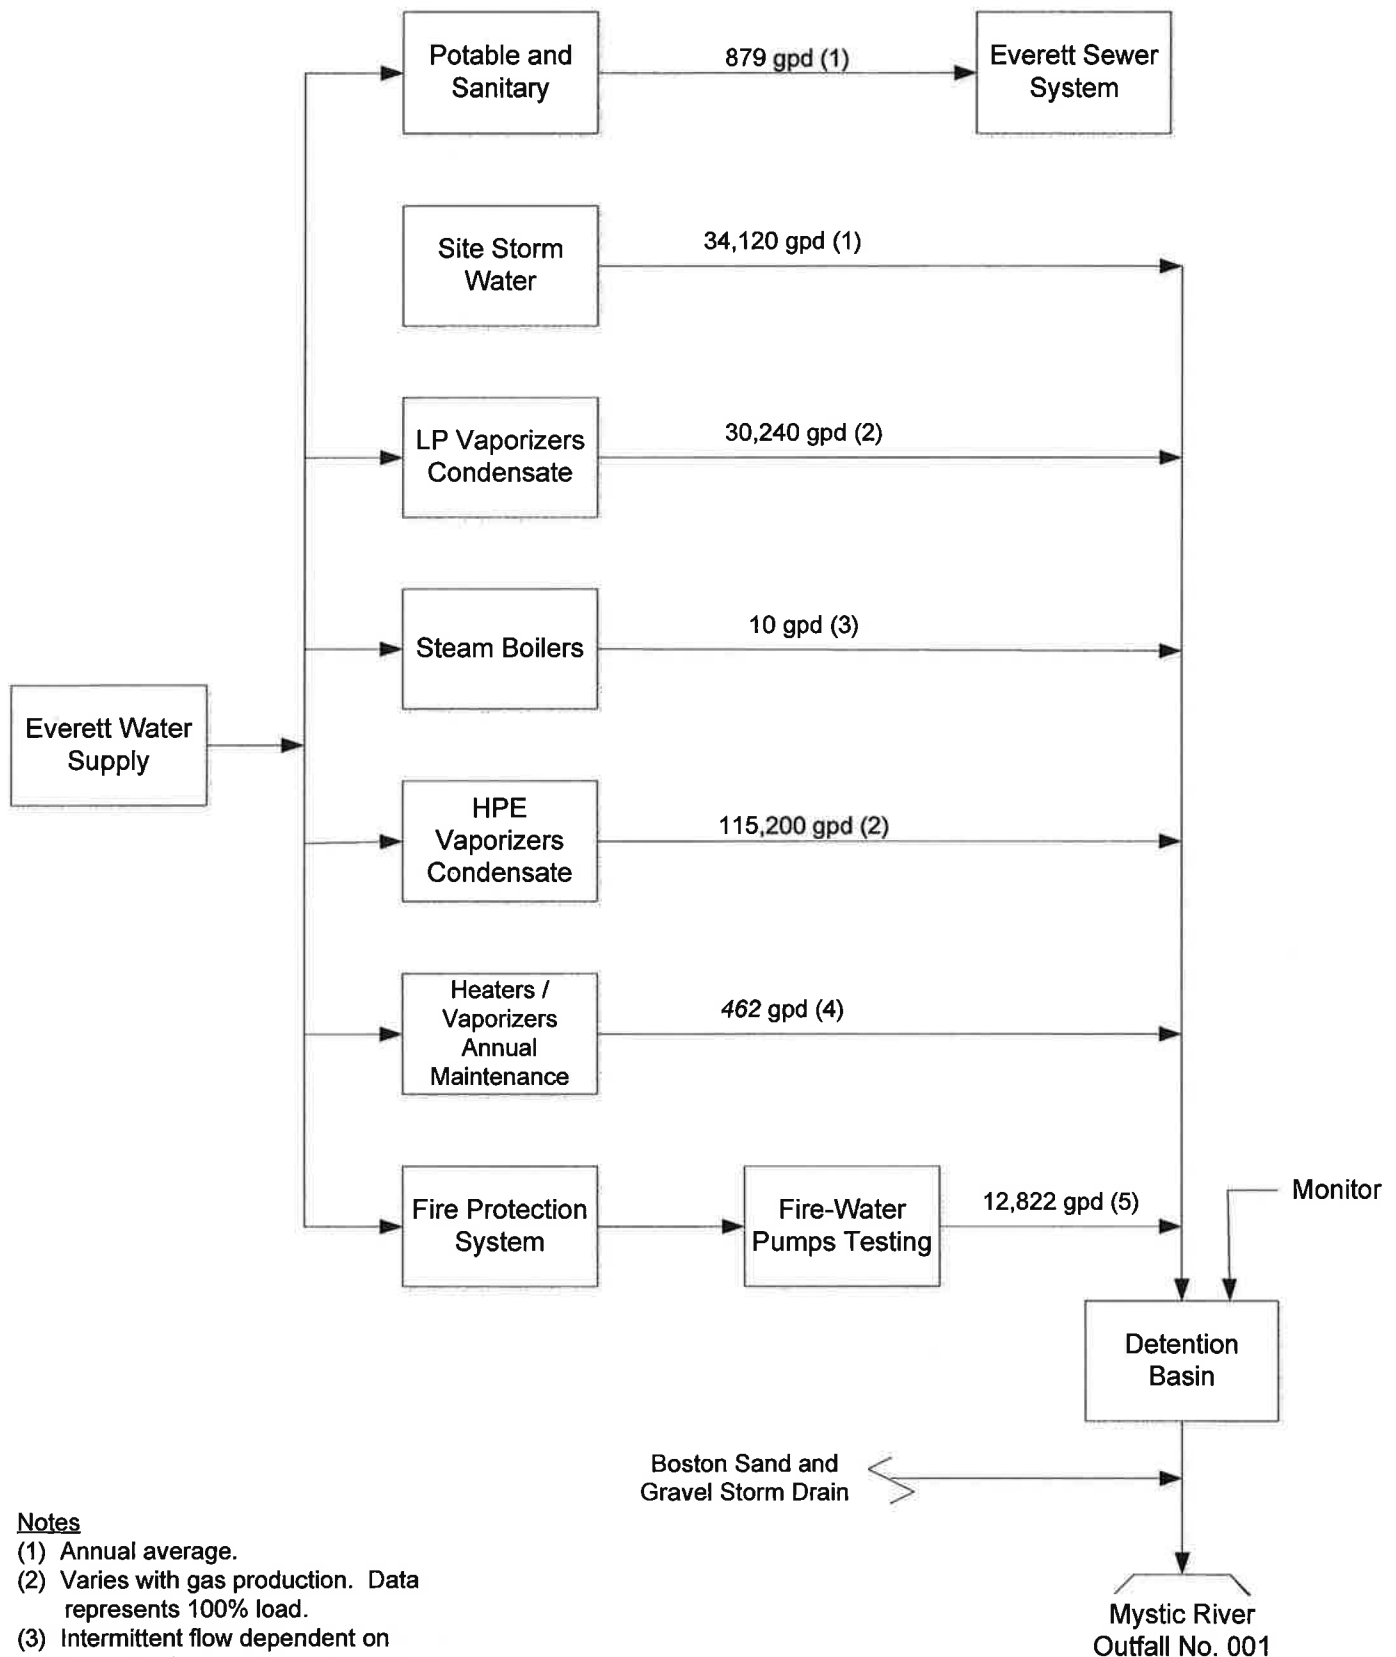 Potable and
Sanitary
879 gpd (1)
Everett Sewer
System
Site Storm
Water
34,120 gpd (1)
LP Vaporizers
Condensate
30,240 gpd (2)
Steam Boilers
10 gpd (3)
Everett Water
Supply
HPE
Vaporizers
Condensate
115,200 gpd (2)
Heaters /
Vaporizers
Annual
Maintenance
462 gpd (4)
Fire Protection
System
Fire-Water
Pumps Testing
12,822 gpd (5)
Monitor
Detention
Basin
Boston Sand and
Gravel Storm Drain
Mystic River
Outfall No. 001
Notes
(1) Annual average.
(2) Varies with gas production. Data
represents 100% load.
(3) Intermittent flow dependent on